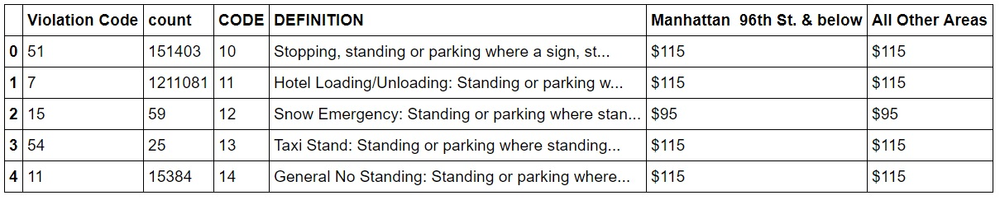 Violation Code count CODE DEFINITION Manhattan  96th St. & below All Other Areas
0 51 151403 10 Stopping, standing or parking where a sign, st... $115 $115
1 7 1211081 11 Hotel Loading/Unloading: Standing or parking w... $115 $115
2 15 59 12 Snow Emergency: Standing or parking where stan... $95 $95
3 54 25 13 Taxi Stand: Standing or parking where standing... $115 $115
4 11 15384 14 General No Standing: Standing or parking where... $115 $115